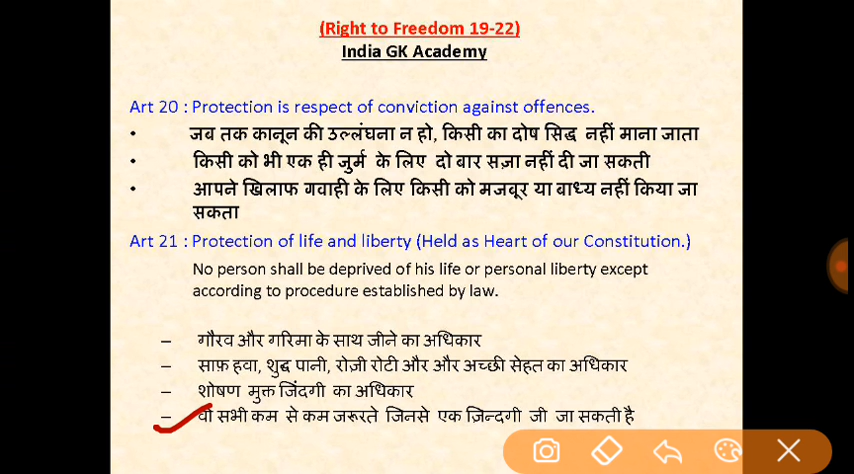 (Right to Freedom 19-22)
India GK Academy
Art 20 : Protection is respect of conviction against offences.
• जब तक कानून की उल्लंघना न हो, किसी का दोष सिद्ध नहीं माना जाता
• किसी को भी एक ही जुर्म के लिए दो बार सज़ा नहीं दी जा सकती
• आपने खिलाफ गवाही के लिए किसी को मजबूर या बाध्य नहीं किया जा
सकता
Art 21 : Protection of life and liberty (Held as Heart of our Constitution.)
No person shall be deprived of his life or personal liberty except
according to procedure established by law.
– गौरव और गरिमा के साथ जीने का अधिकार
– साफ़ हवा, शुद्ध पानी, रोज़ी रोटी और और अच्छी सेहत का अधिकार
– शोषण मुक्त जिंदगी का अधिकार
– वो सभी कम से कम जरूरते जिनसे एक ज़िन्दगी जी जा सकती है